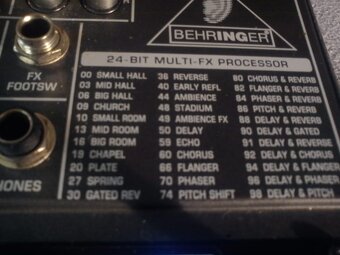 BEHRINGER
24-BIT MULTI-FX PROCESSOR
FX
FOOTSW
PHONES
00 SMALL HALL 36 REVERSE 80 CHORUS & REVERB
03 MID HALL 40 EARLY REFL 82 FLANGER & REVERB
06 BIG HALL 44 AMBIENCE 84 PHASER & REVERB
09 CHURCH 48 STADIUM 86 PITCH & REVERB
10 SMALL ROOM 49 AMBIENCE FX 88 DELAY & REVERB
13 MID ROOM 50 DELAY 90 DELAY & GATED
16 BIG ROOM 59 ECHO 91 DELAY & REVERSE
19 CHAPEL 60 CHORUS 92 DELAY & CHORUS
20 PLATE 66 FLANGER 94 DELAY & FLANGER
27 SPRING 70 PHASER 96 DELAY & PHASER
30 GATED REV 74 PITCH SHIFT 98 DELAY & PITCH